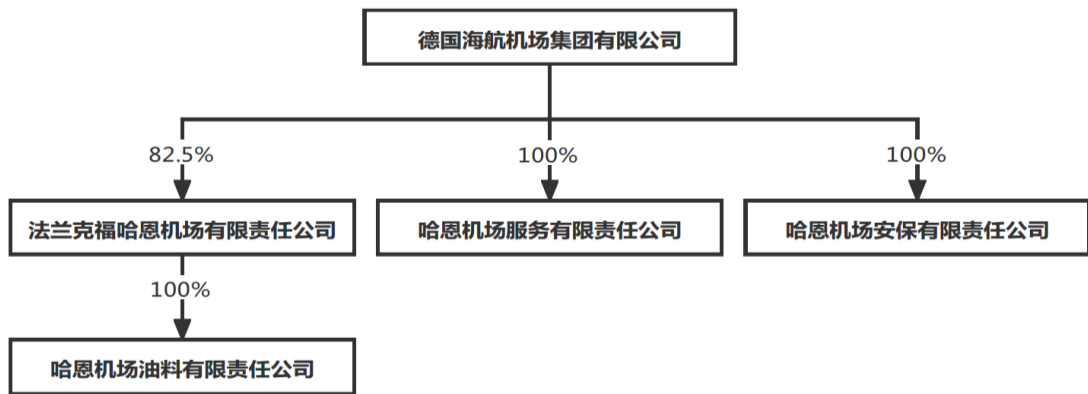 德国海航机场集团有限公司
82.5%
100%
100%
法兰克福哈恩机场有限责任公司
哈恩机场服务有限责任公司
哈恩机场安保有限责任公司
100%
哈恩机场油料有限责任公司